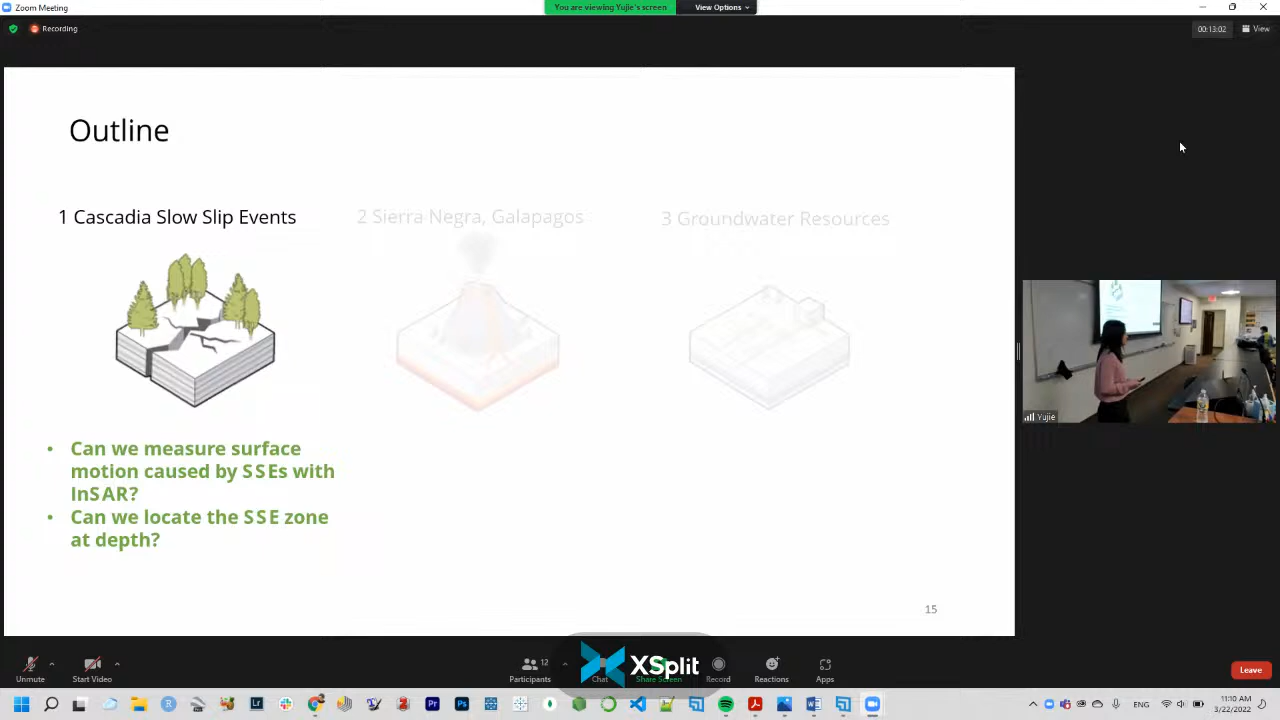 Zoom Meeting
You are viewing Yujie's screen
View Options
Recording
00:13:02
View
Outline
1 Cascadia Slow Slip Events
2 Sierra Negra, Galapagos
3 Groundwater Resources
• Can we measure surface
motion caused by SSEs with
InSAR?
• Can we locate the SSE zone
at depth?
15
Yujie
Unmute
Start Video
12
Participants
Chat
Share Screen
Record
Reactions
Apps
Leave
XSplit
ENG
11:10 AM
3/22/2022